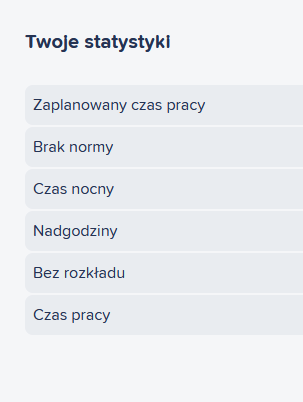 Twoje statystyki
Zaplanowany czas pracy
Brak normy
Czas nocny
Nadgodziny
Bez rozkładu
Czas pracy